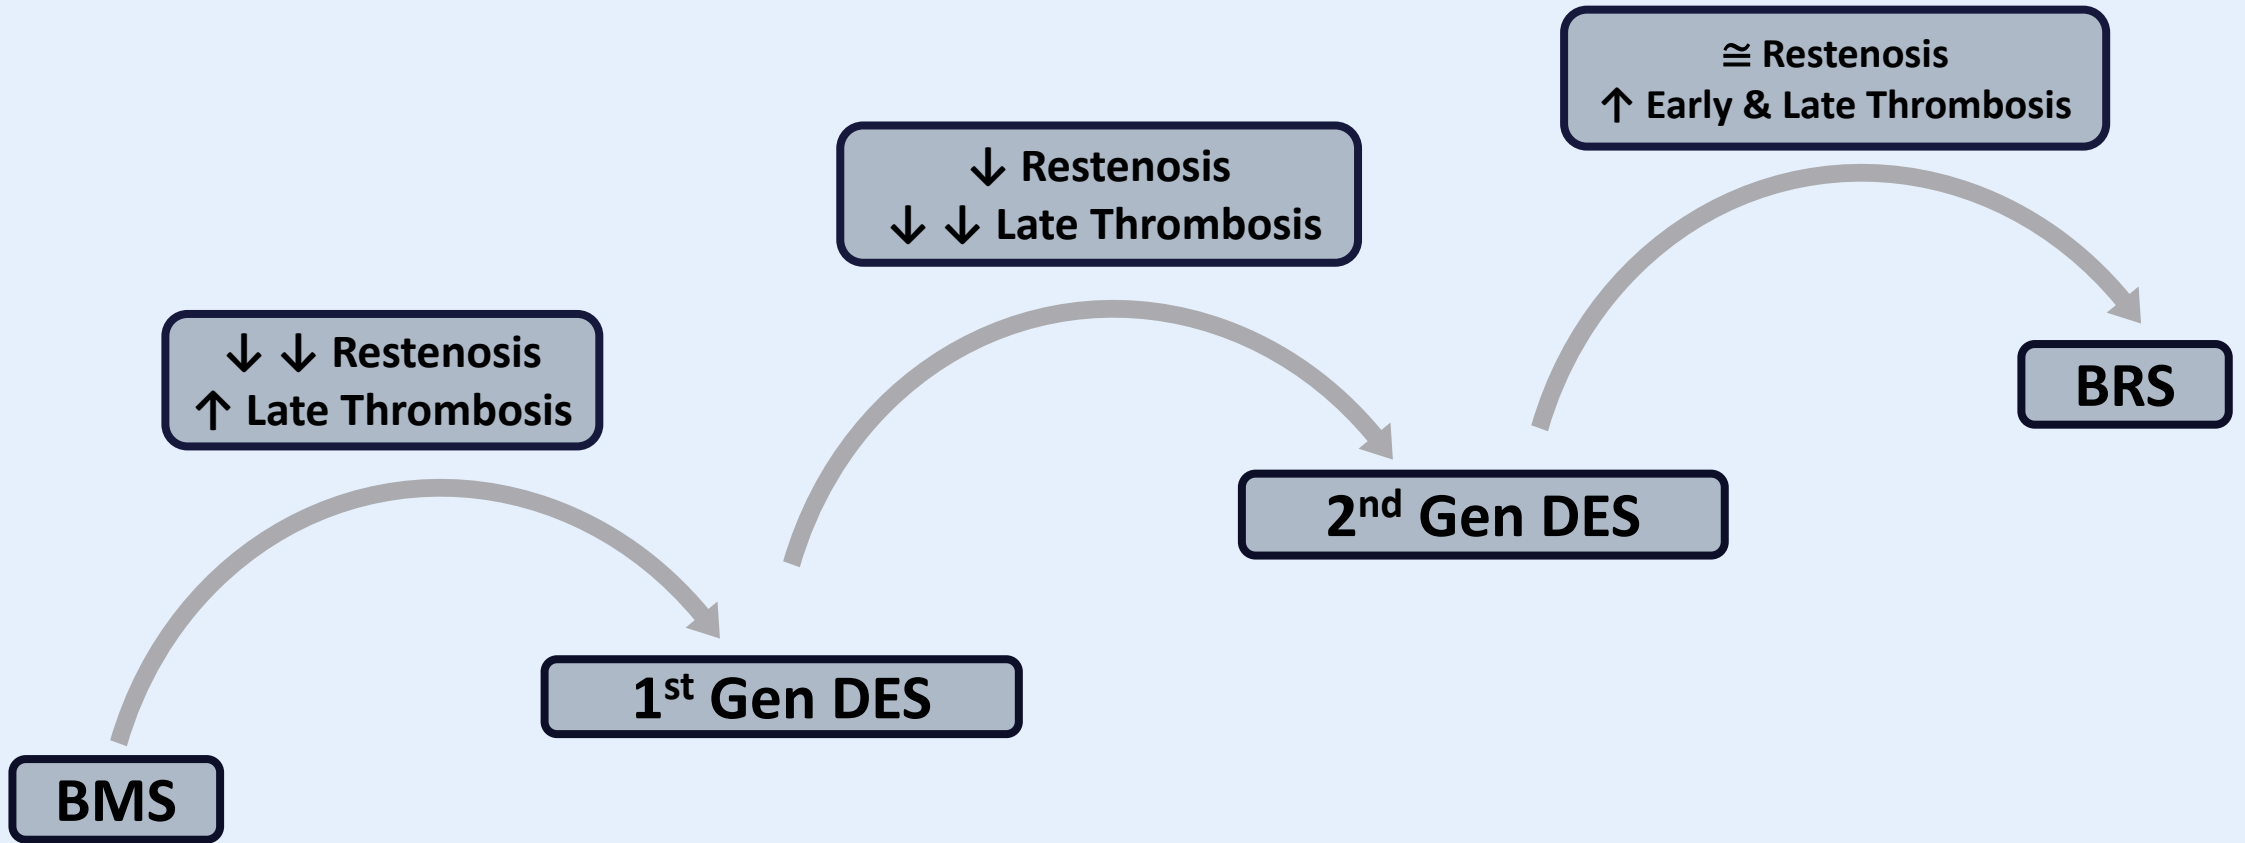 ≅ Restenosis
↑ Early & Late Thrombosis
↓ Restenosis
↓ ↓ Late Thrombosis
↓ ↓ Restenosis
↑ Late Thrombosis
BRS
2nd Gen DES
1st Gen DES
BMS